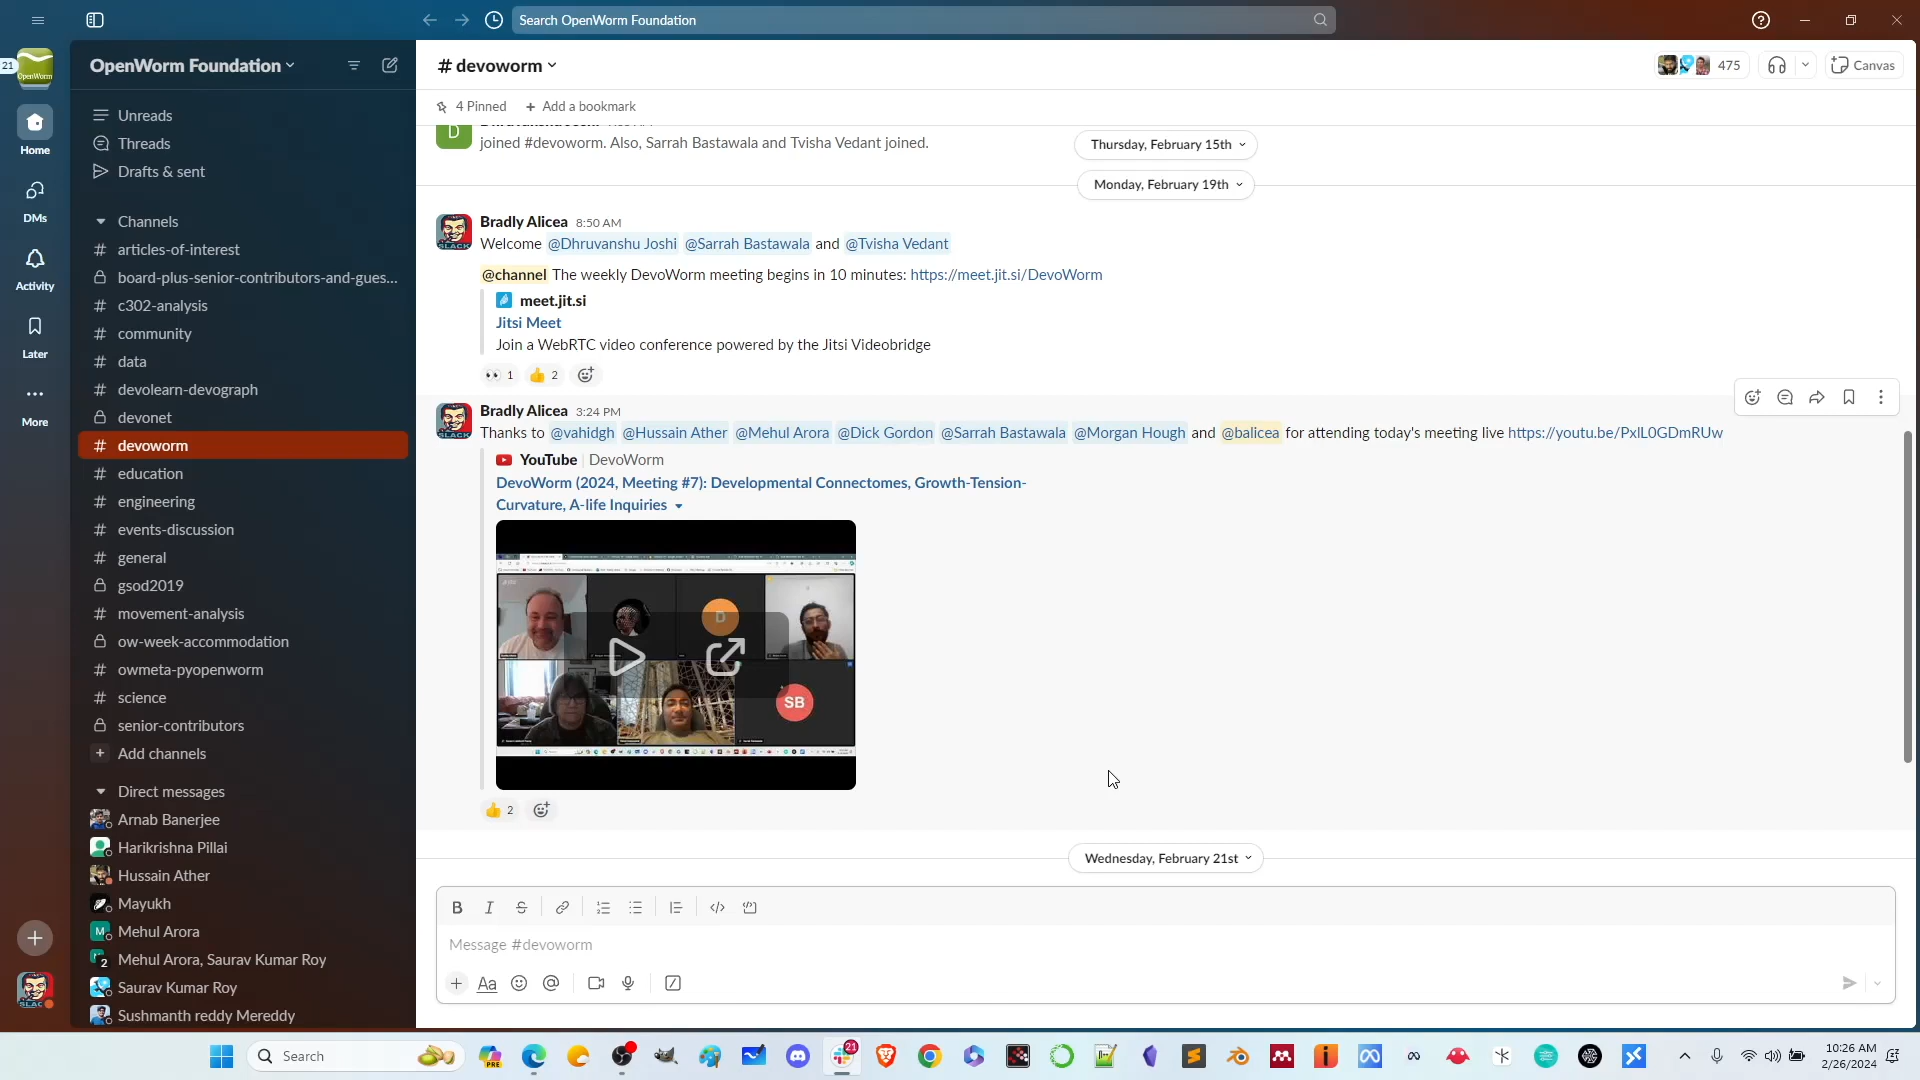 Search OpenWorm Foundation
21
OpenWorm
OpenWorm Foundation
# devoworm
475
Canvas
4 Pinned
+ Add a bookmark
Home
DMs
Activity
Later
More
Unreads
Threads
Drafts & sent
Channels
# articles-of-interest
board-plus-senior-contributors-and-gues...
# c302-analysis
# community
# data
# devolearn-devograph
devonet
# devoworm
# education
# engineering
# events-discussion
# general
gsod2019
# movement-analysis
ow-week-accommodation
# owmeta-pyopenworm
# science
senior-contributors
+ Add channels
Direct messages
Arnab Banerjee
Harikrishna Pillai
Hussain Ather
Mayukh
M Mehul Arora
2 Mehul Arora, Saurav Kumar Roy
Saurav Kumar Roy
Sushmanth reddy Mereddy
D
joined #devoworm. Also, Sarrah Bastawala and Tvisha Vedant joined.
Thursday, February 15th
Monday, February 19th
SLACK
Bradly Alicea 8:50 AM
Welcome @Dhruvanshu Joshi @Sarrah Bastawala and @Tvisha Vedant
@channel The weekly DevoWorm meeting begins in 10 minutes: https://meet.jit.si/DevoWorm
meet.jit.si
Jitsi Meet
Join a WebRTC video conference powered by the Jitsi Videobridge
1 2
SLACK
Bradly Alicea 3:24 PM
Thanks to @vahidgh @Hussain Ather @Mehul Arora @Dick Gordon @Sarrah Bastawala @Morgan Hough and @balicea for attending today's meeting live https://youtu.be/PxlL0GDmRUw
YouTube | DevoWorm
DevoWorm (2024, Meeting #7): Developmental Connectomes, Growth-Tension-
Curvature, A-life Inquiries
D
SB
2
Wednesday, February 21st
B I S
Message #devoworm
+ Aa @
Search
PRE
21
10:26 AM
2/26/2024